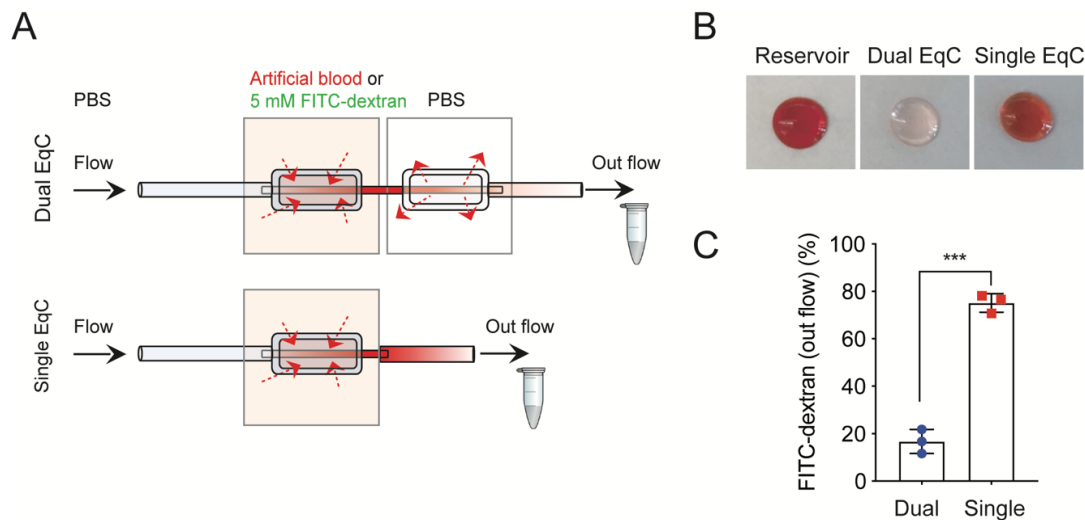 A
PBS
Artificial blood or
5 mM FITC-dextran
PBS
Dual EqC
Flow
Out flow
Single EqC
Flow
Out flow
B
Reservoir
Dual EqC
Single EqC
C
FITC-dextran (out flow) (%)
100
80
60
40
20
0
***
Dual
Single